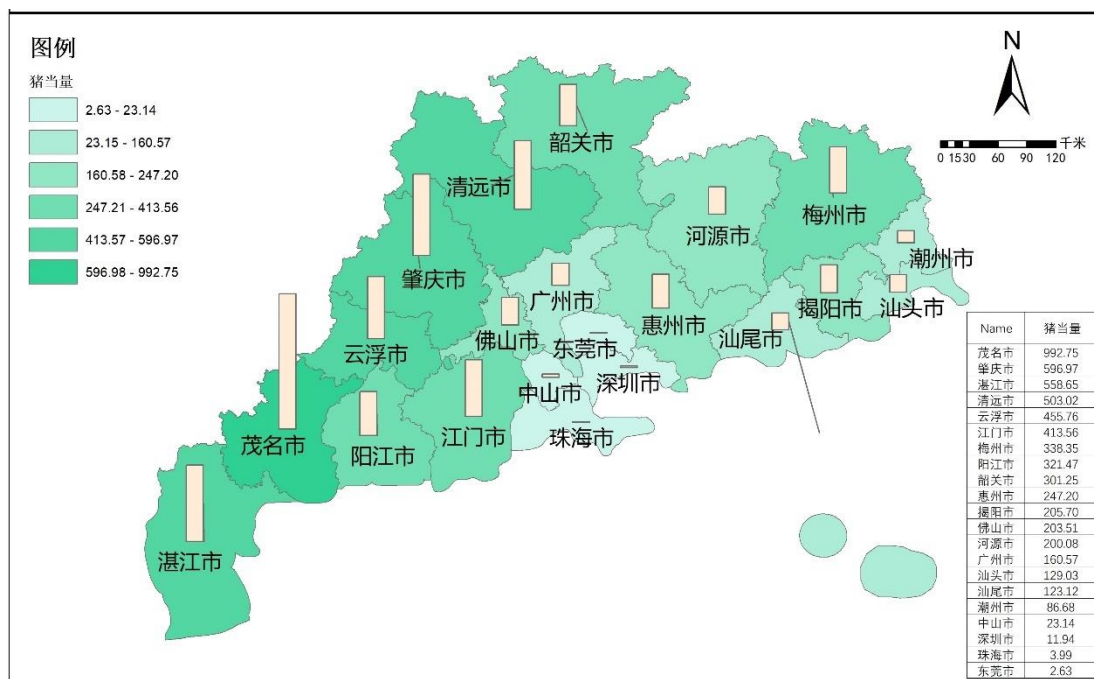 图例
猪当量
2.63 - 23.14
23.15 - 160.57
160.58 - 247.20
247.21 - 413.56
413.57 - 596.97
596.98 - 992.75
N
千米
0 1530 60 90 120
韶关市
清远市
梅州市
河源市
潮州市
肇庆市
广州市
揭阳市
汕头市
惠州市
云浮市
佛山市
东莞市
汕尾市
中山市
深圳市
茂名市
阳江市
江门市
珠海市
湛江市
Name 猪当量
茂名市 992.75
肇庆市 596.97
湛江市 558.65
清远市 503.02
云浮市 455.76
江门市 413.56
梅州市 338.35
阳江市 321.47
韶关市 301.25
惠州市 247.20
揭阳市 205.70
佛山市 203.51
河源市 200.08
广州市 160.57
汕头市 129.03
汕尾市 123.12
潮州市 86.68
中山市 23.14
深圳市 11.94
珠海市 3.99
东莞市 2.63